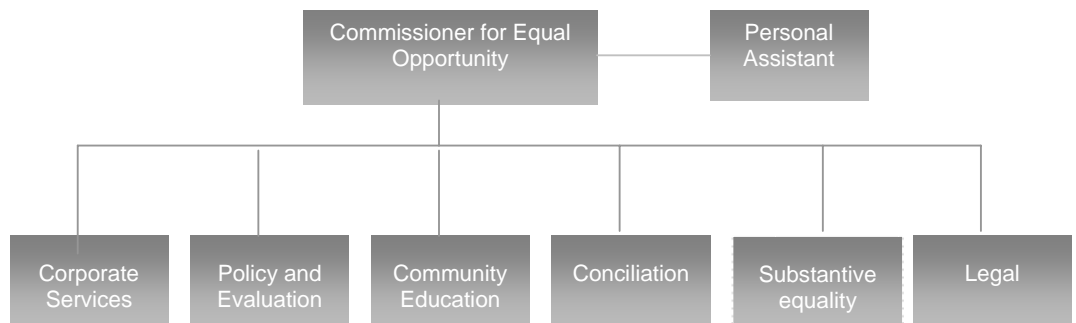 Commissioner for Equal
Opportunity
Personal
Assistant
Corporate
Services
Policy and
Evaluation
Community
Education
Conciliation
Substantive
equality
Legal